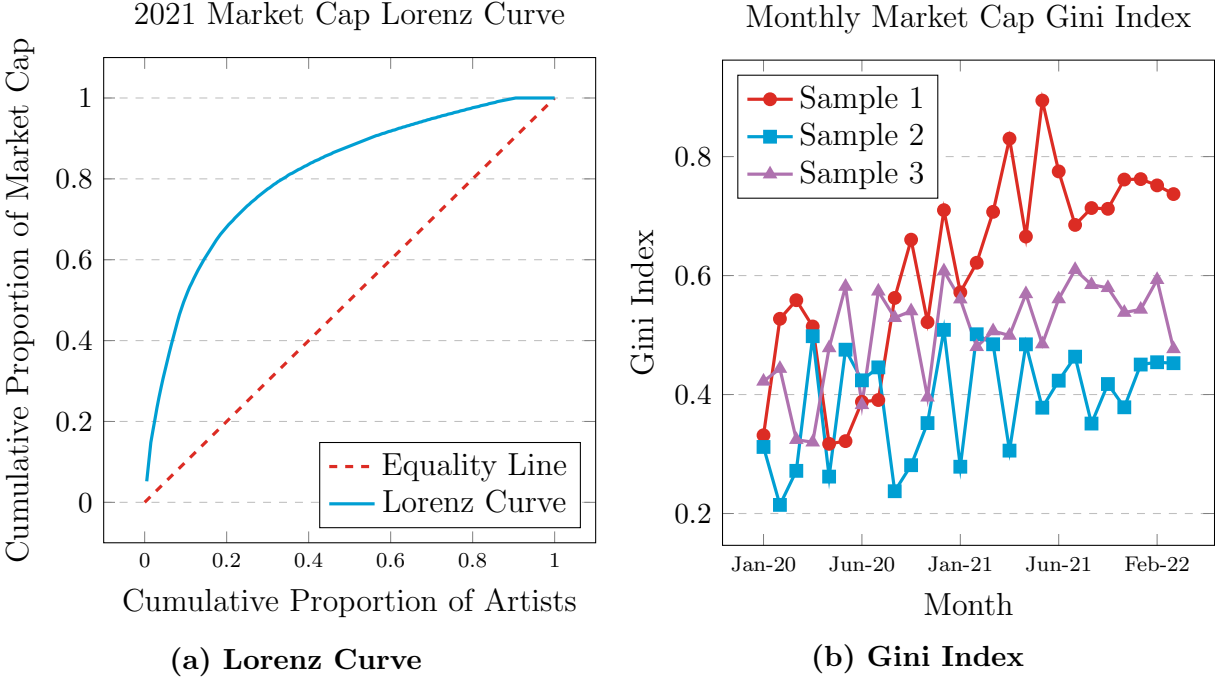 2021 Market Cap Lorenz Curve
Cumulative Proportion of Market Cap
1
0.8
0.6
0.4
0.2
0
Equality Line
Lorenz Curve
0 0.2 0.4 0.6 0.8 1
Cumulative Proportion of Artists
(a) Lorenz Curve
Monthly Market Cap Gini Index
Gini Index
Sample 1
Sample 2
Sample 3
0.8
0.6
0.4
0.2
Jan-20 Jun-20 Jan-21 Jun-21 Feb-22
Month
(b) Gini Index